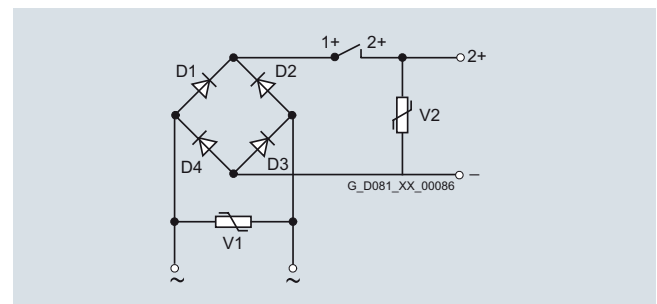 1+ 2+
2+
D1 D2
V2
D4 D3
–
G_D081_XX_00086
V1
~ ~